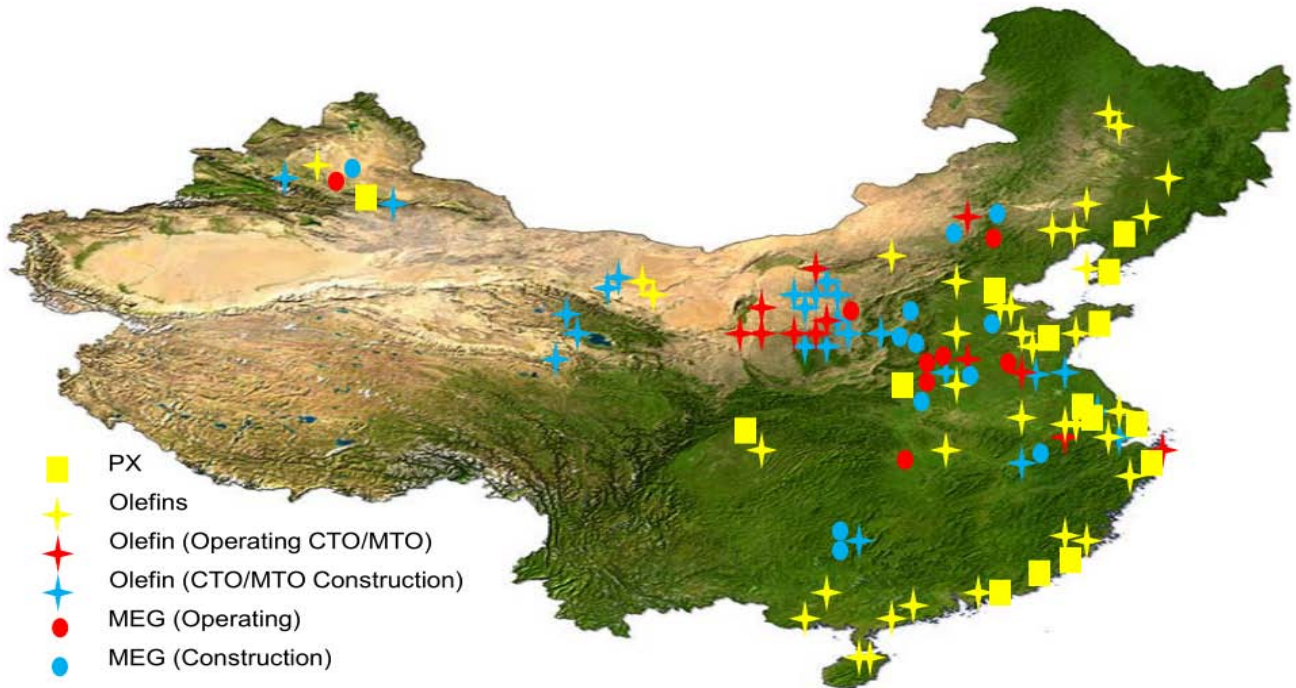 PX
Olefins
Olefin (Operating CTO/MTO)
Olefin (CTO/MTO Construction)
MEG (Operating)
MEG (Construction)